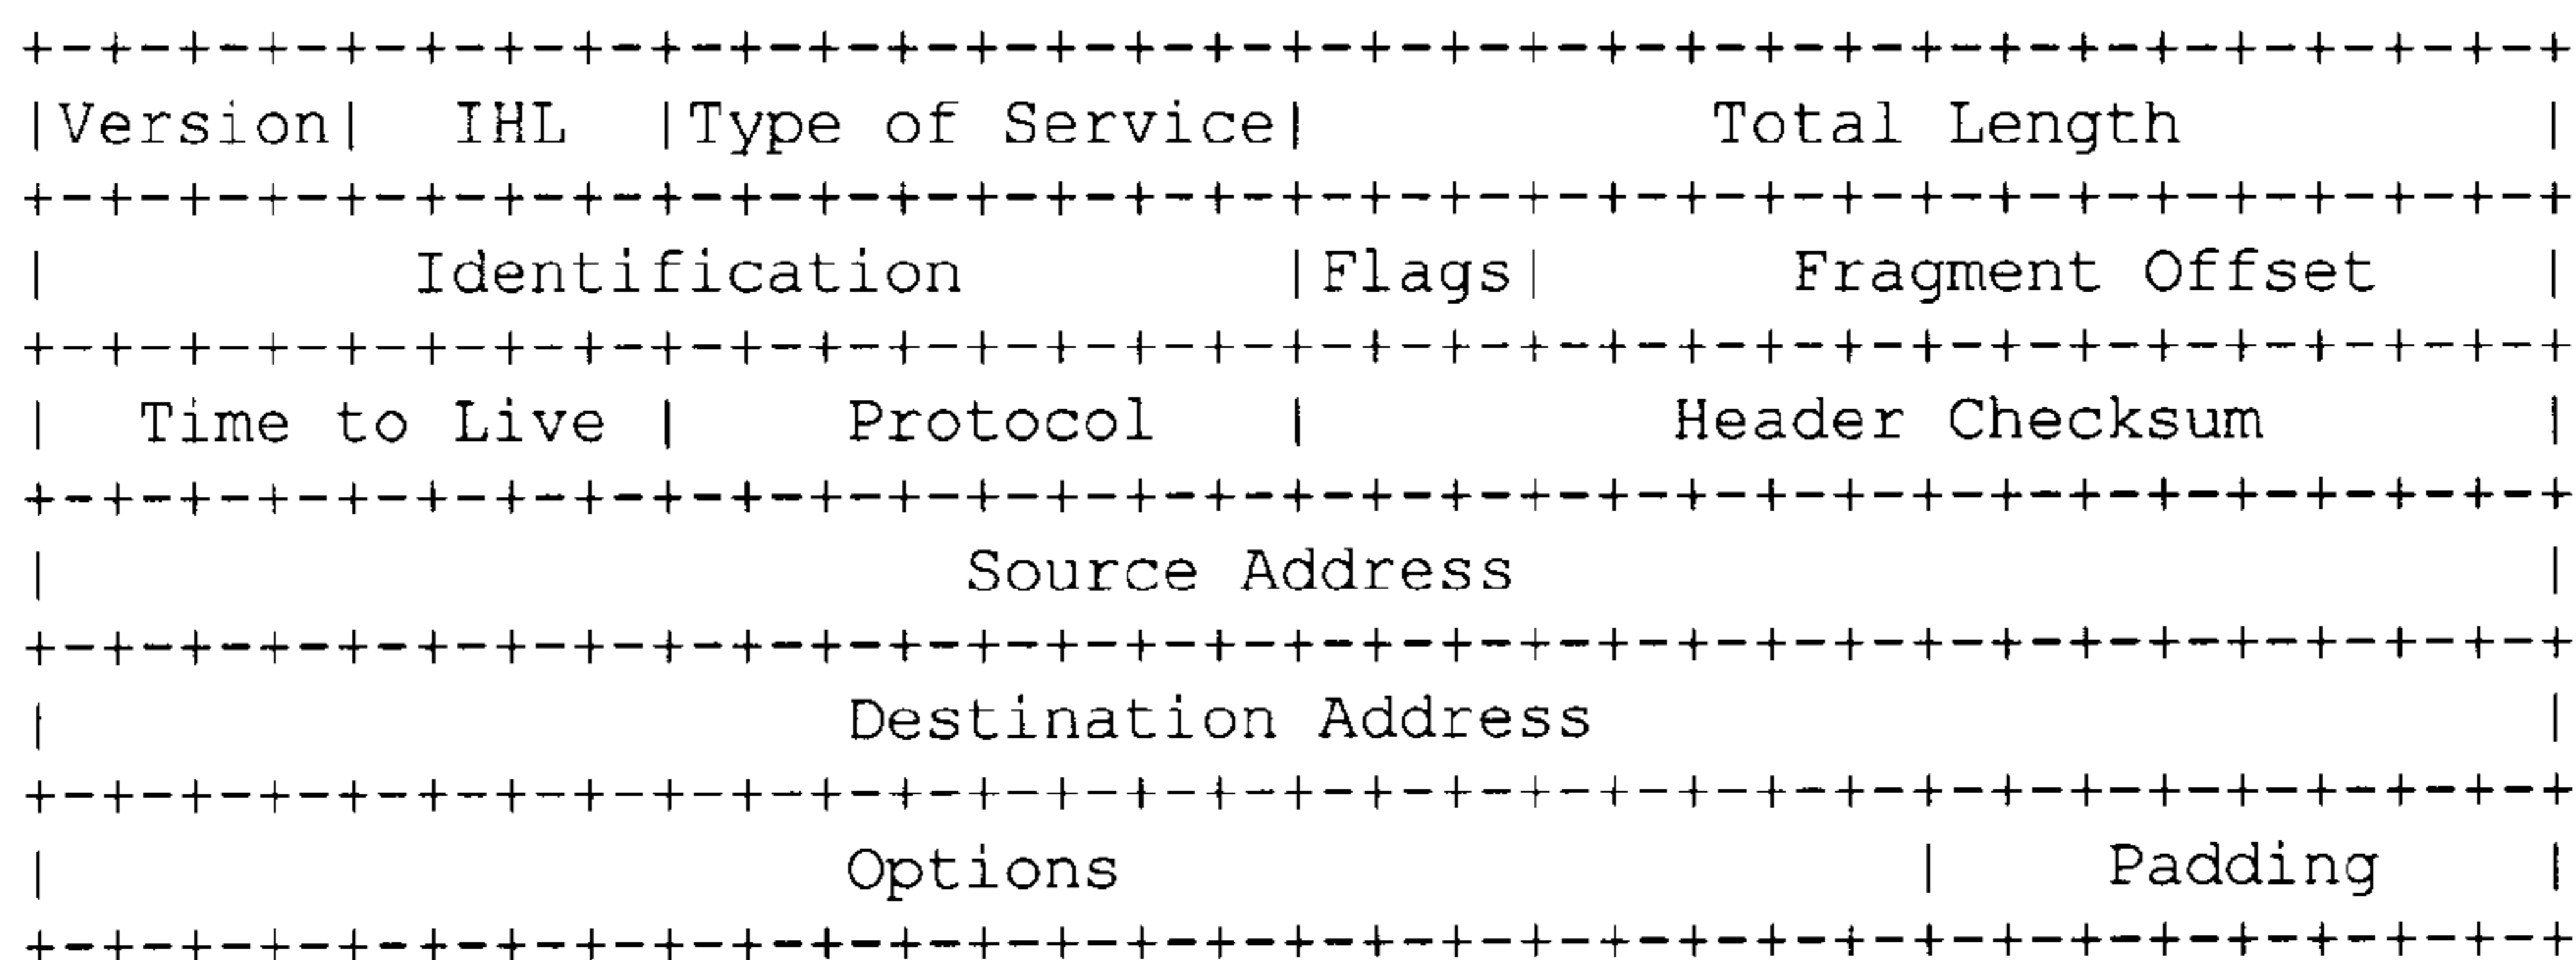 +-+-+-+-+-+-+-+-+-+-+-+-+-+-+-+-+-+-+-+-+-+-+-+-+-+-+-+-+-+-+-+-+
|Version|  IHL  |Type of Service|          Total Length         |
+-+-+-+-+-+-+-+-+-+-+-+-+-+-+-+-+-+-+-+-+-+-+-+-+-+-+-+-+-+-+-+-+
|         Identification        |Flags|      Fragment Offset    |
+-+-+-+-+-+-+-+-+-+-+-+-+-+-+-+-+-+-+-+-+-+-+-+-+-+-+-+-+-+-+-+-+
|  Time to Live |    Protocol   |         Header Checksum       |
+-+-+-+-+-+-+-+-+-+-+-+-+-+-+-+-+-+-+-+-+-+-+-+-+-+-+-+-+-+-+-+-+
|                       Source Address                          |
+-+-+-+-+-+-+-+-+-+-+-+-+-+-+-+-+-+-+-+-+-+-+-+-+-+-+-+-+-+-+-+-+
|                    Destination Address                        |
+-+-+-+-+-+-+-+-+-+-+-+-+-+-+-+-+-+-+-+-+-+-+-+-+-+-+-+-+-+-+-+-+
|                    Options                    |    Padding    |
+-+-+-+-+-+-+-+-+-+-+-+-+-+-+-+-+-+-+-+-+-+-+-+-+-+-+-+-+-+-+-+-+